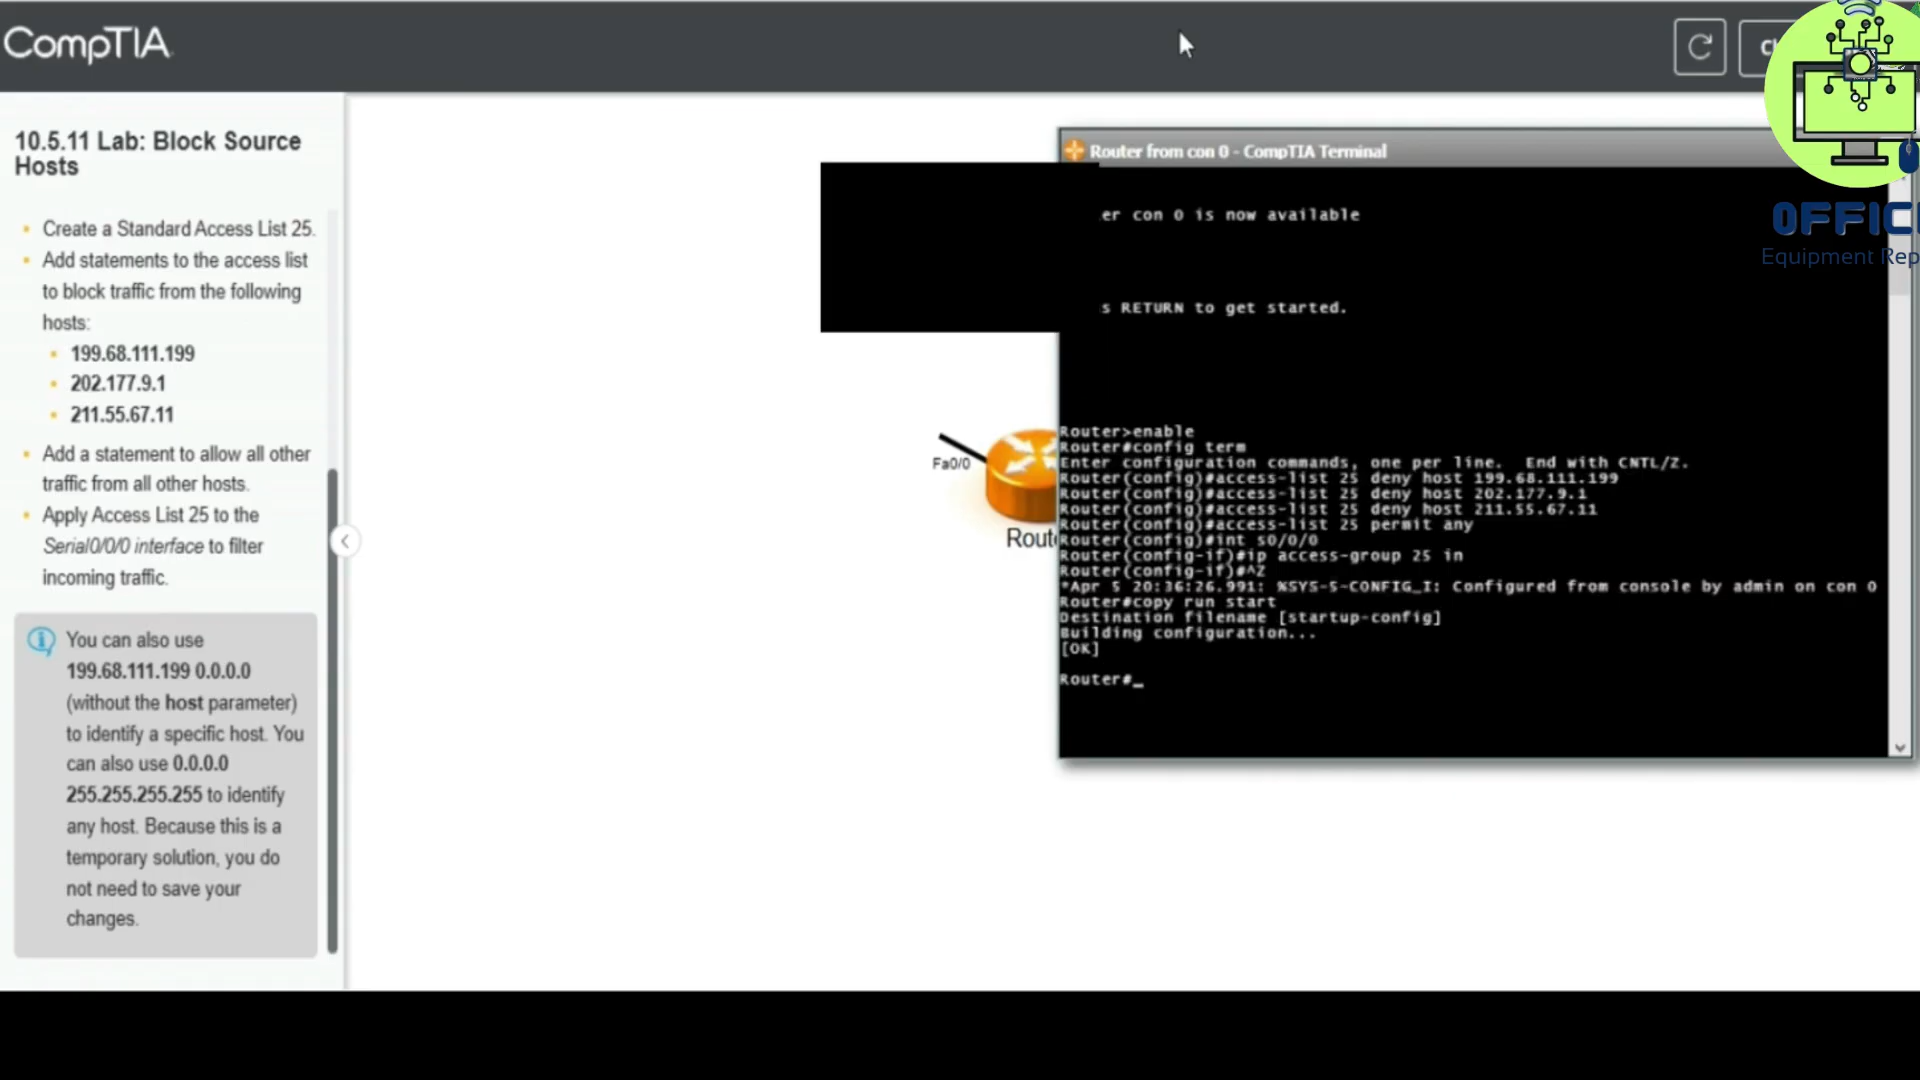 CompTIA
10.5.11 Lab: Block Source
Hosts
Create a Standard Access List 25.
Add statements to the access list
to block traffic from the following
hosts:
199.68.111.199
202.177.9.1
211.55.67.11
Add a statement to allow all other
traffic from all other hosts.
Apply Access List 25 to the
Serial0/0/0 interface to filter
incoming traffic.
You can also use
199.68.111.199 0.0.0.0
(without the host parameter)
to identify a specific host. You
can also use 0.0.0.0
255.255.255.255 to identify
any host. Because this is a
temporary solution, you do
not need to save your
changes.
Fa0/0
Route
Router from con 0 - CompTIA Terminal
er con 0 is now available
s RETURN to get started.
Router>enable
Router#config term
Enter configuration commands, one per line. End with CNTL/Z.
Router(config)#access-list 25 deny host 199.68.111.199
Router(config)#access-list 25 deny host 202.177.9.1
Router(config)#access-list 25 deny host 211.55.67.11
Router(config)#access-list 25 permit any
Router(config)#int s0/0/0
Router(config-if)#ip access-group 25 in
Router(config-if)#^Z
*Apr 5 20:36:26.991: %SYS-5-CONFIG_I: Configured from console by admin on con 0
Router#copy run start
Destination filename [startup-config]
Building configuration...
[OK]
Router#_
OFFIC
Equipment Rep